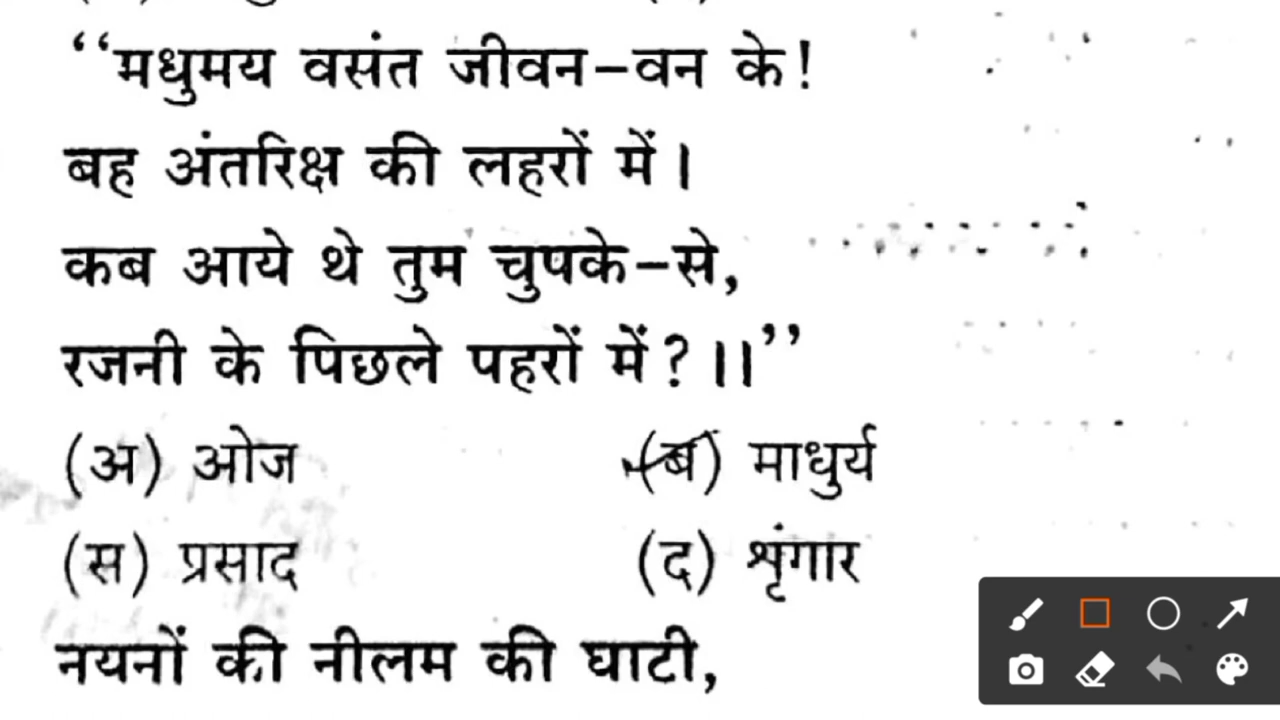 ‘‘मधुमय वसंत जीवन-वन के!
बह अंतरिक्ष की लहरों में।
कब आये थे तुम चुपके-से,
रजनी के पिछले पहरों में?।।’’
(अ) ओज (ब) माधुर्य
(स) प्रसाद (द) शृंगार
नयनों की नीलम की घाटी,